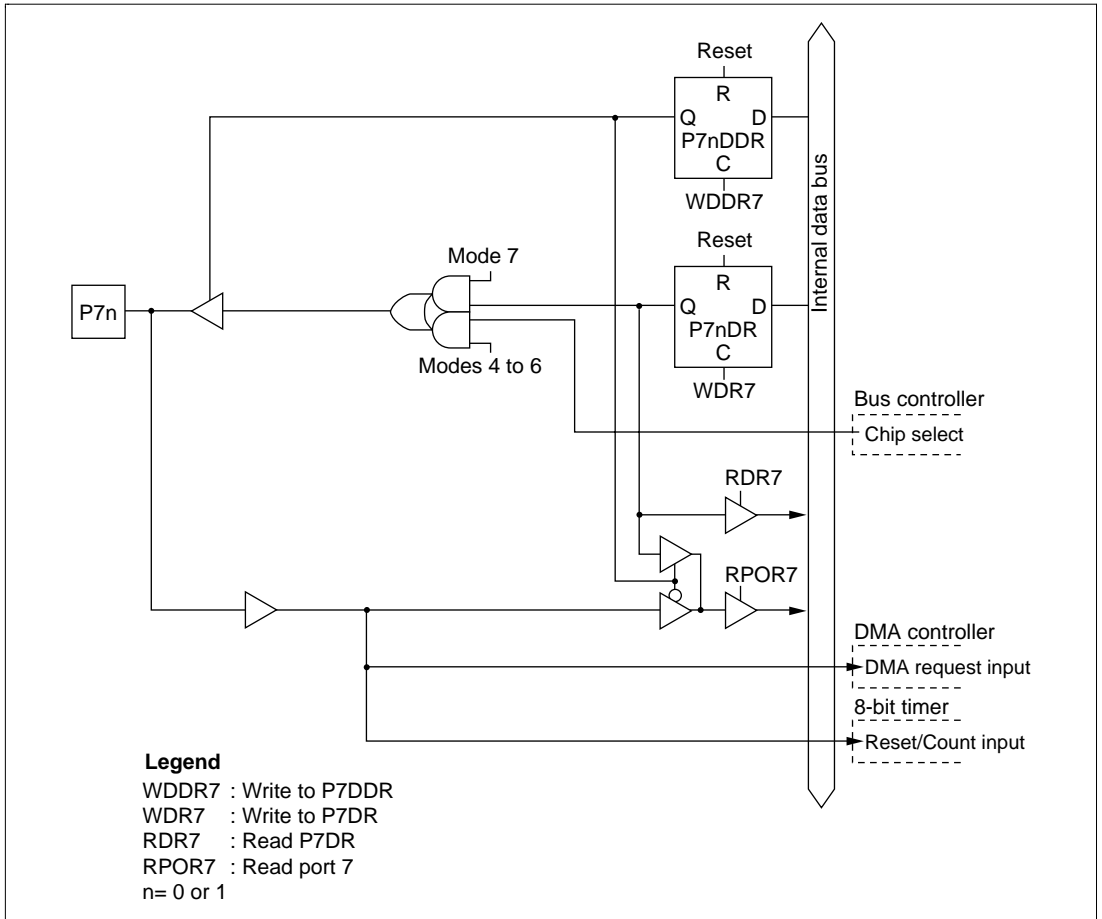 Reset
R
Q D
P7nDDR
C
WDDR7
Internal data bus
Reset
Mode 7
R
P7n
Q D
P7nDR
C
Modes 4 to 6
WDR7
Bus controller
Chip select
RDR7
RPOR7
DMA controller
DMA request input
8-bit timer
Reset/Count input
Legend
WDDR7 : Write to P7DDR
WDR7 : Write to P7DR
RDR7 : Read P7DR
RPOR7 : Read port 7
n= 0 or 1